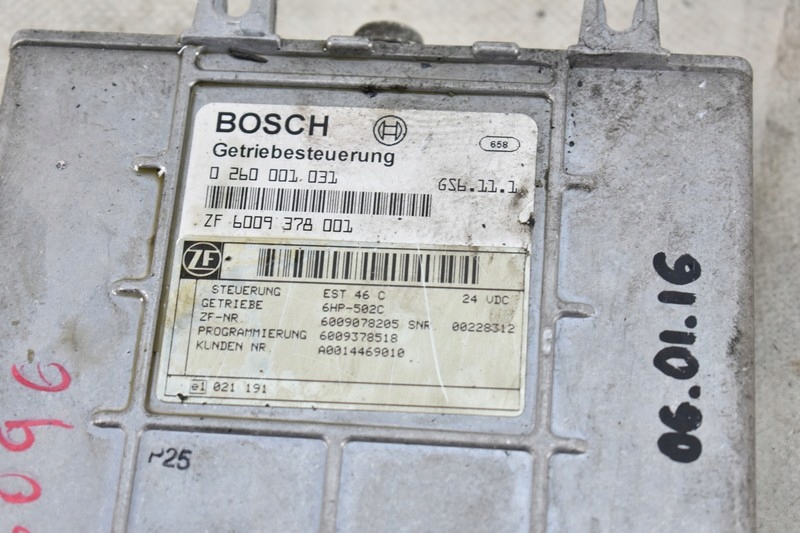 BOSCH
658
Getriebesteuerung
0 260 001 031 GS6.11.1
ZF 6009 378 001
ZF
STEUERUNG EST 46 C 24 VDC
GETRIEBE 6HP-502C
ZF-NR. 6009078205 SNR. 00228312
PROGRAMMIERUNG 6009378518
KUNDEN NR. A0014469010
e1 021 191
P25
06.01.16